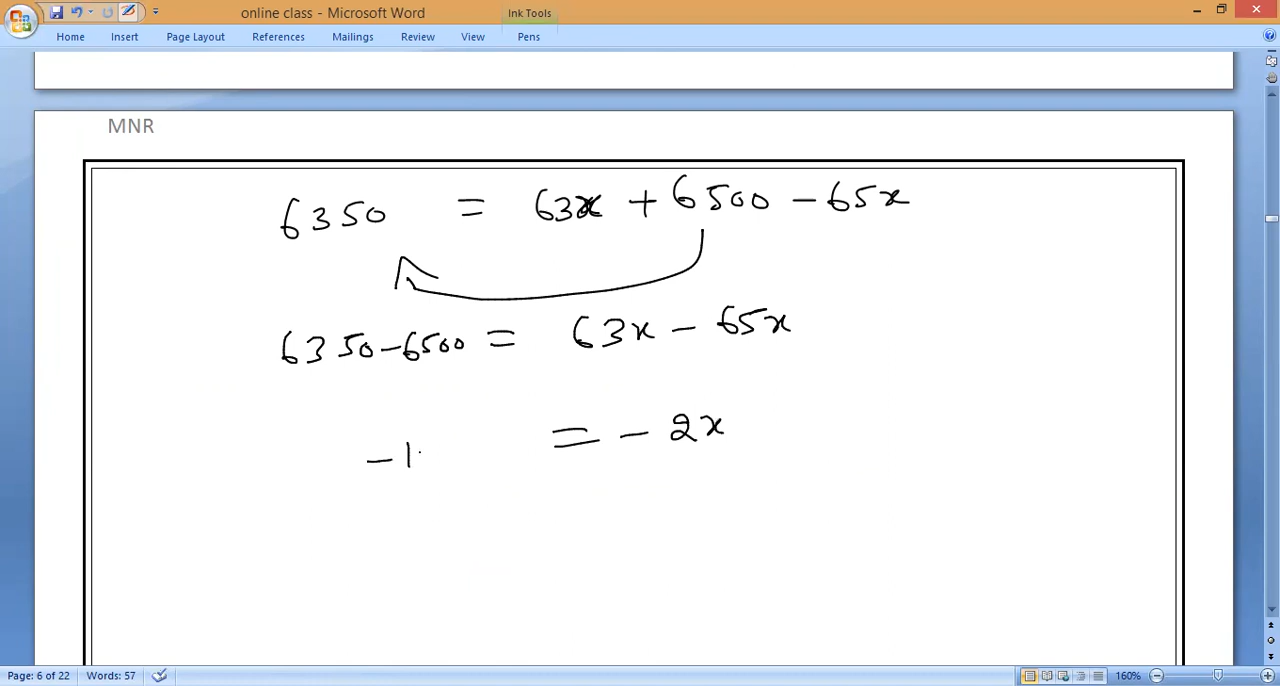 online class - Microsoft Word
Ink Tools
Home Insert Page Layout References Mailings Review View Pens
MNR
6350 = 63x + 6500 - 65x
6350-6500 = 63x - 65x
-1 = - 2x
Page: 6 of 22 Words: 57 160%